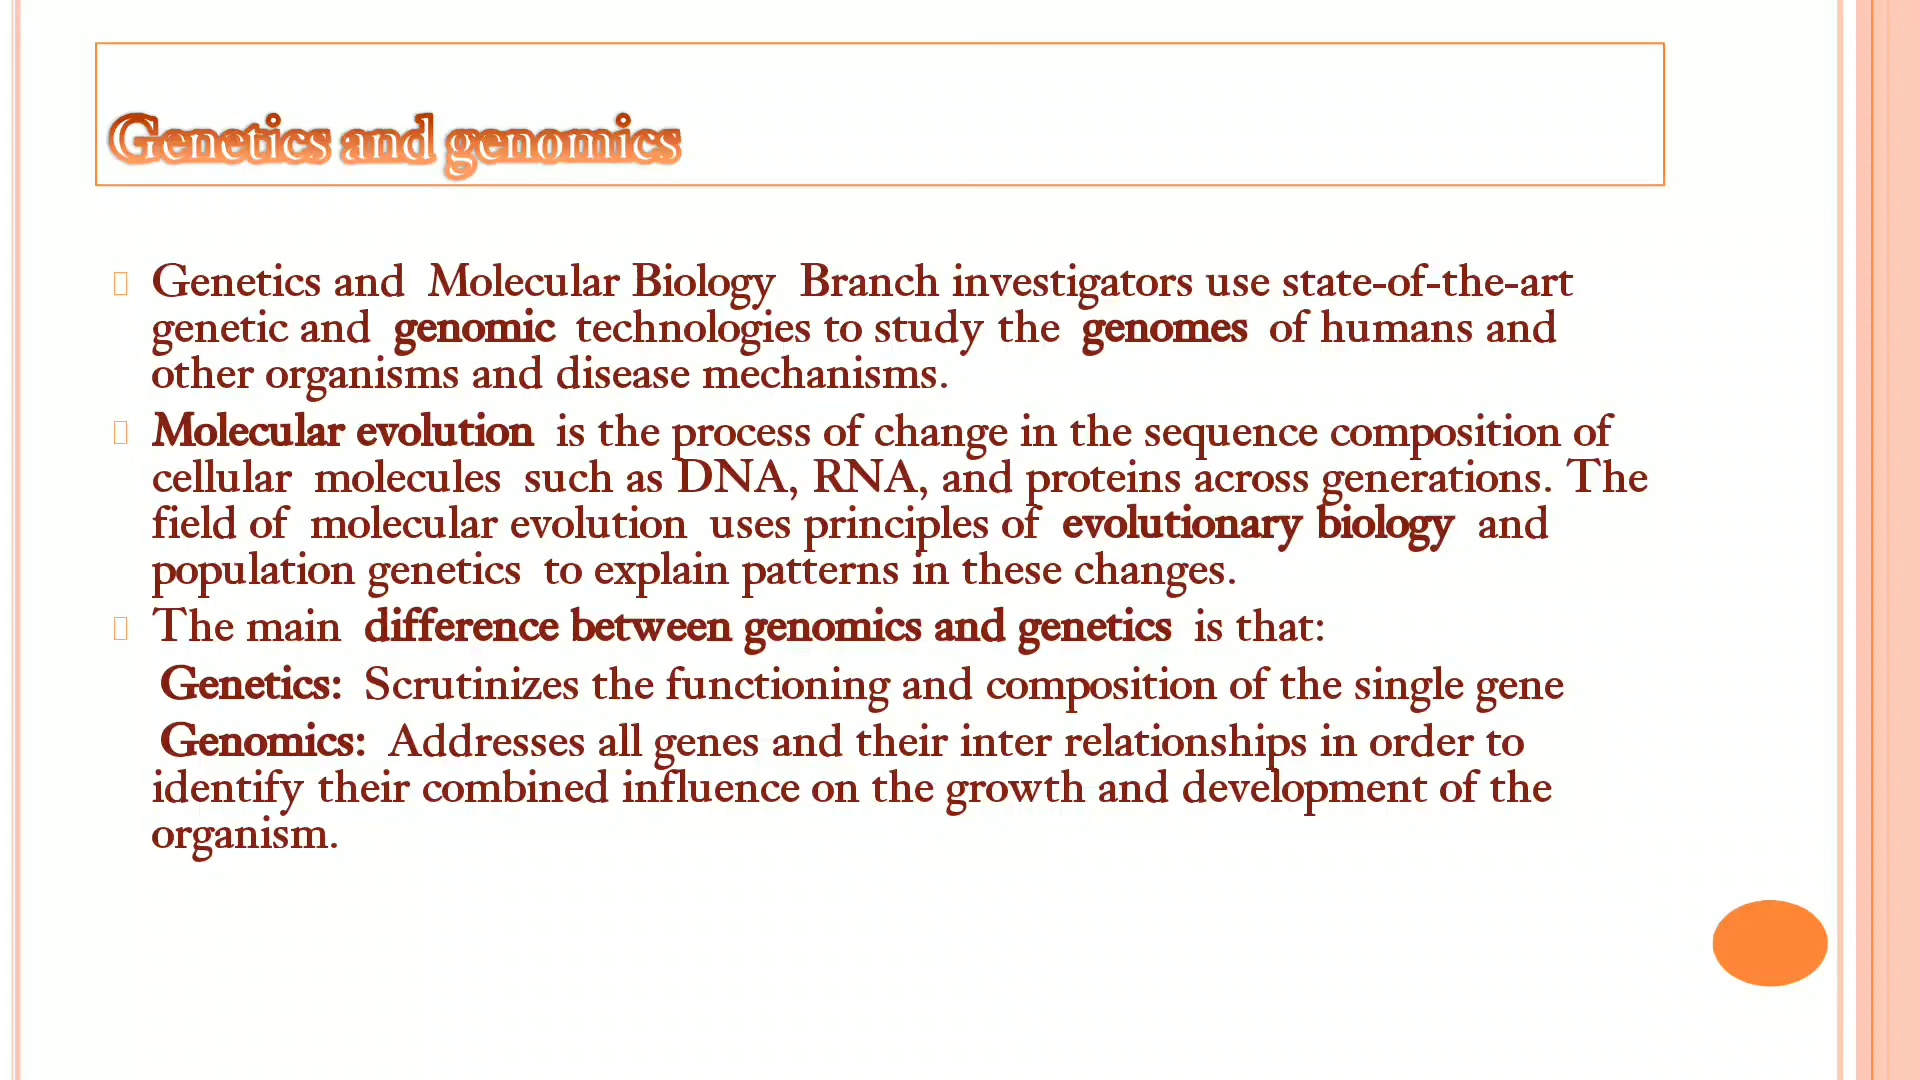 Genetics and genomics
Genetics and Molecular Biology Branch investigators use state-of-the-art
genetic and genomic technologies to study the genomes of humans and
other organisms and disease mechanisms.
Molecular evolution is the process of change in the sequence composition of
cellular molecules such as DNA, RNA, and proteins across generations. The
field of molecular evolution uses principles of evolutionary biology and
population genetics to explain patterns in these changes.
The main difference between genomics and genetics is that:
Genetics: Scrutinizes the functioning and composition of the single gene
Genomics: Addresses all genes and their inter relationships in order to
identify their combined influence on the growth and development of the
organism.